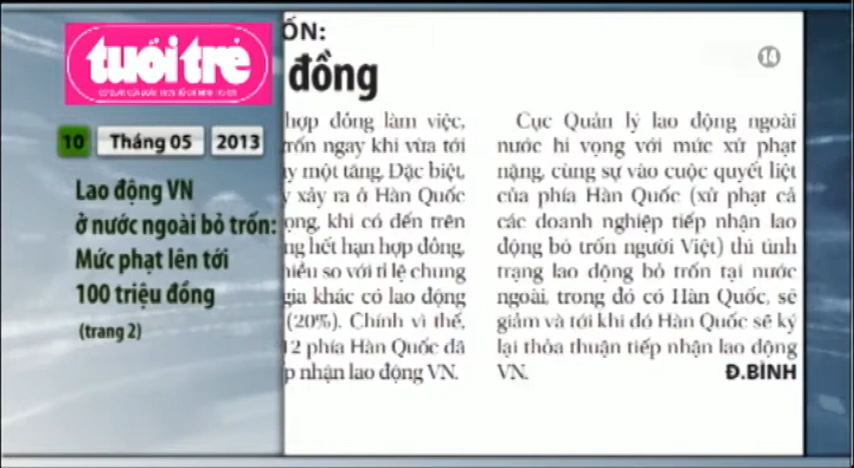 tuổi trẻ
10 Tháng 05 2013
Lao động VN
ở nước ngoài bỏ trốn:
Mức phạt lên tới
100 triệu đồng
(trang 2)
ỐN:
đồng
14
hợp đồng làm việc,
trốn ngay khi vừa tới
y một tăng. Đặc biệt,
y xảy ra ở Hàn Quốc
ọng, khi có đến trên
ng hết hạn hợp đồng,
hiều so với tỉ lệ chung
gia khác có lao động
(20%). Chính vì thế,
12 phía Hàn Quốc đã
p nhận lao động VN.
Cục Quản lý lao động ngoài
nước hi vọng với mức xử phạt
nặng, cùng sự vào cuộc quyết liệt
của phía Hàn Quốc (xử phạt cả
các doanh nghiệp tiếp nhận lao
động bỏ trốn người Việt) thì tình
trạng lao động bỏ trốn tại nước
ngoài, trong đó có Hàn Quốc, sẽ
giảm và tới khi đó Hàn Quốc sẽ ký
lại thỏa thuận tiếp nhận lao động
VN. Đ.BÌNH